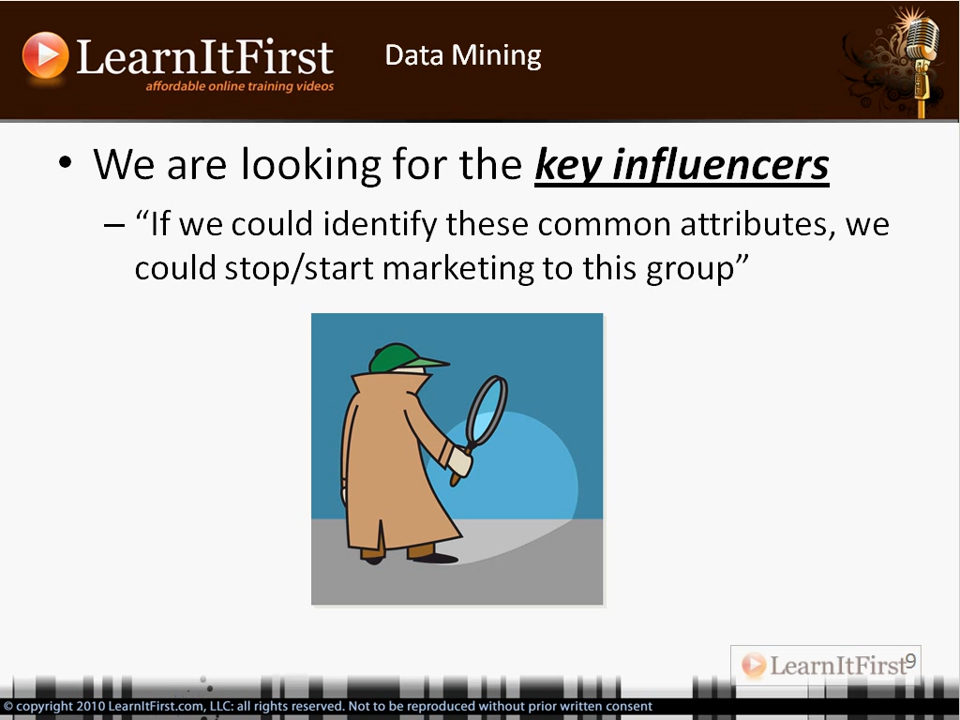 LearnItFirst
affordable online training videos
Data Mining
• We are looking for the key influencers
– “If we could identify these common attributes, we
could stop/start marketing to this group”
LearnItFirst
9
© copyright 2010 LearnItFirst.com, LLC: all rights reserved. Not to be reproduced without prior written consent